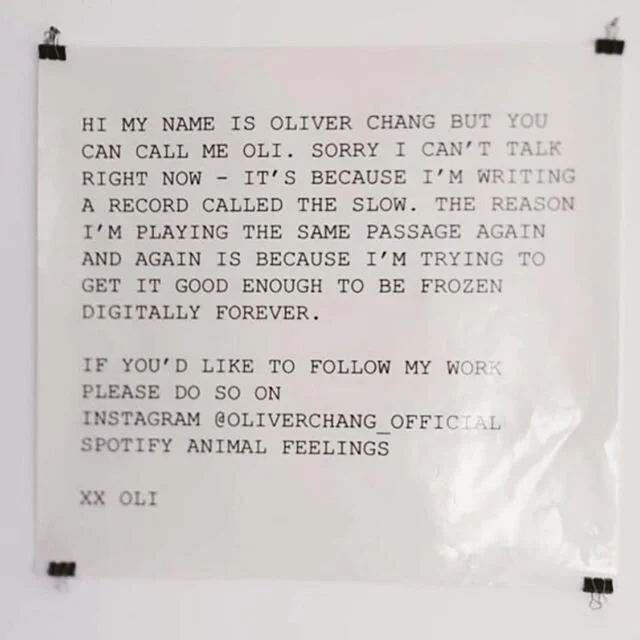 HI MY NAME IS OLIVER CHANG BUT YOU
CAN CALL ME OLI. SORRY I CAN'T TALK
RIGHT NOW - IT'S BECAUSE I'M WRITING
A RECORD CALLED THE SLOW. THE REASON
I'M PLAYING THE SAME PASSAGE AGAIN
AND AGAIN IS BECAUSE I'M TRYING TO
GET IT GOOD ENOUGH TO BE FROZEN
DIGITALLY FOREVER.
IF YOU'D LIKE TO FOLLOW MY WORK
PLEASE DO SO ON
INSTAGRAM @OLIVERCHANG_OFFICIAL
SPOTIFY ANIMAL FEELINGS
XX OLI